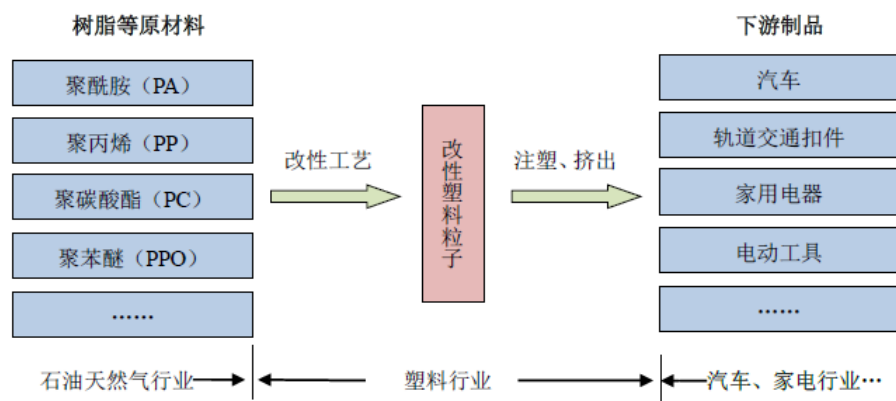 树脂等原材料
下游制品
聚酰胺（PA）
聚丙烯（PP）
聚碳酸酯（PC）
聚苯醚（PPO）
……
改性工艺
改性塑料粒子
注塑、挤出
汽车
轨道交通扣件
家用电器
电动工具
……
石油天然气行业
塑料行业
汽车、家电行业…